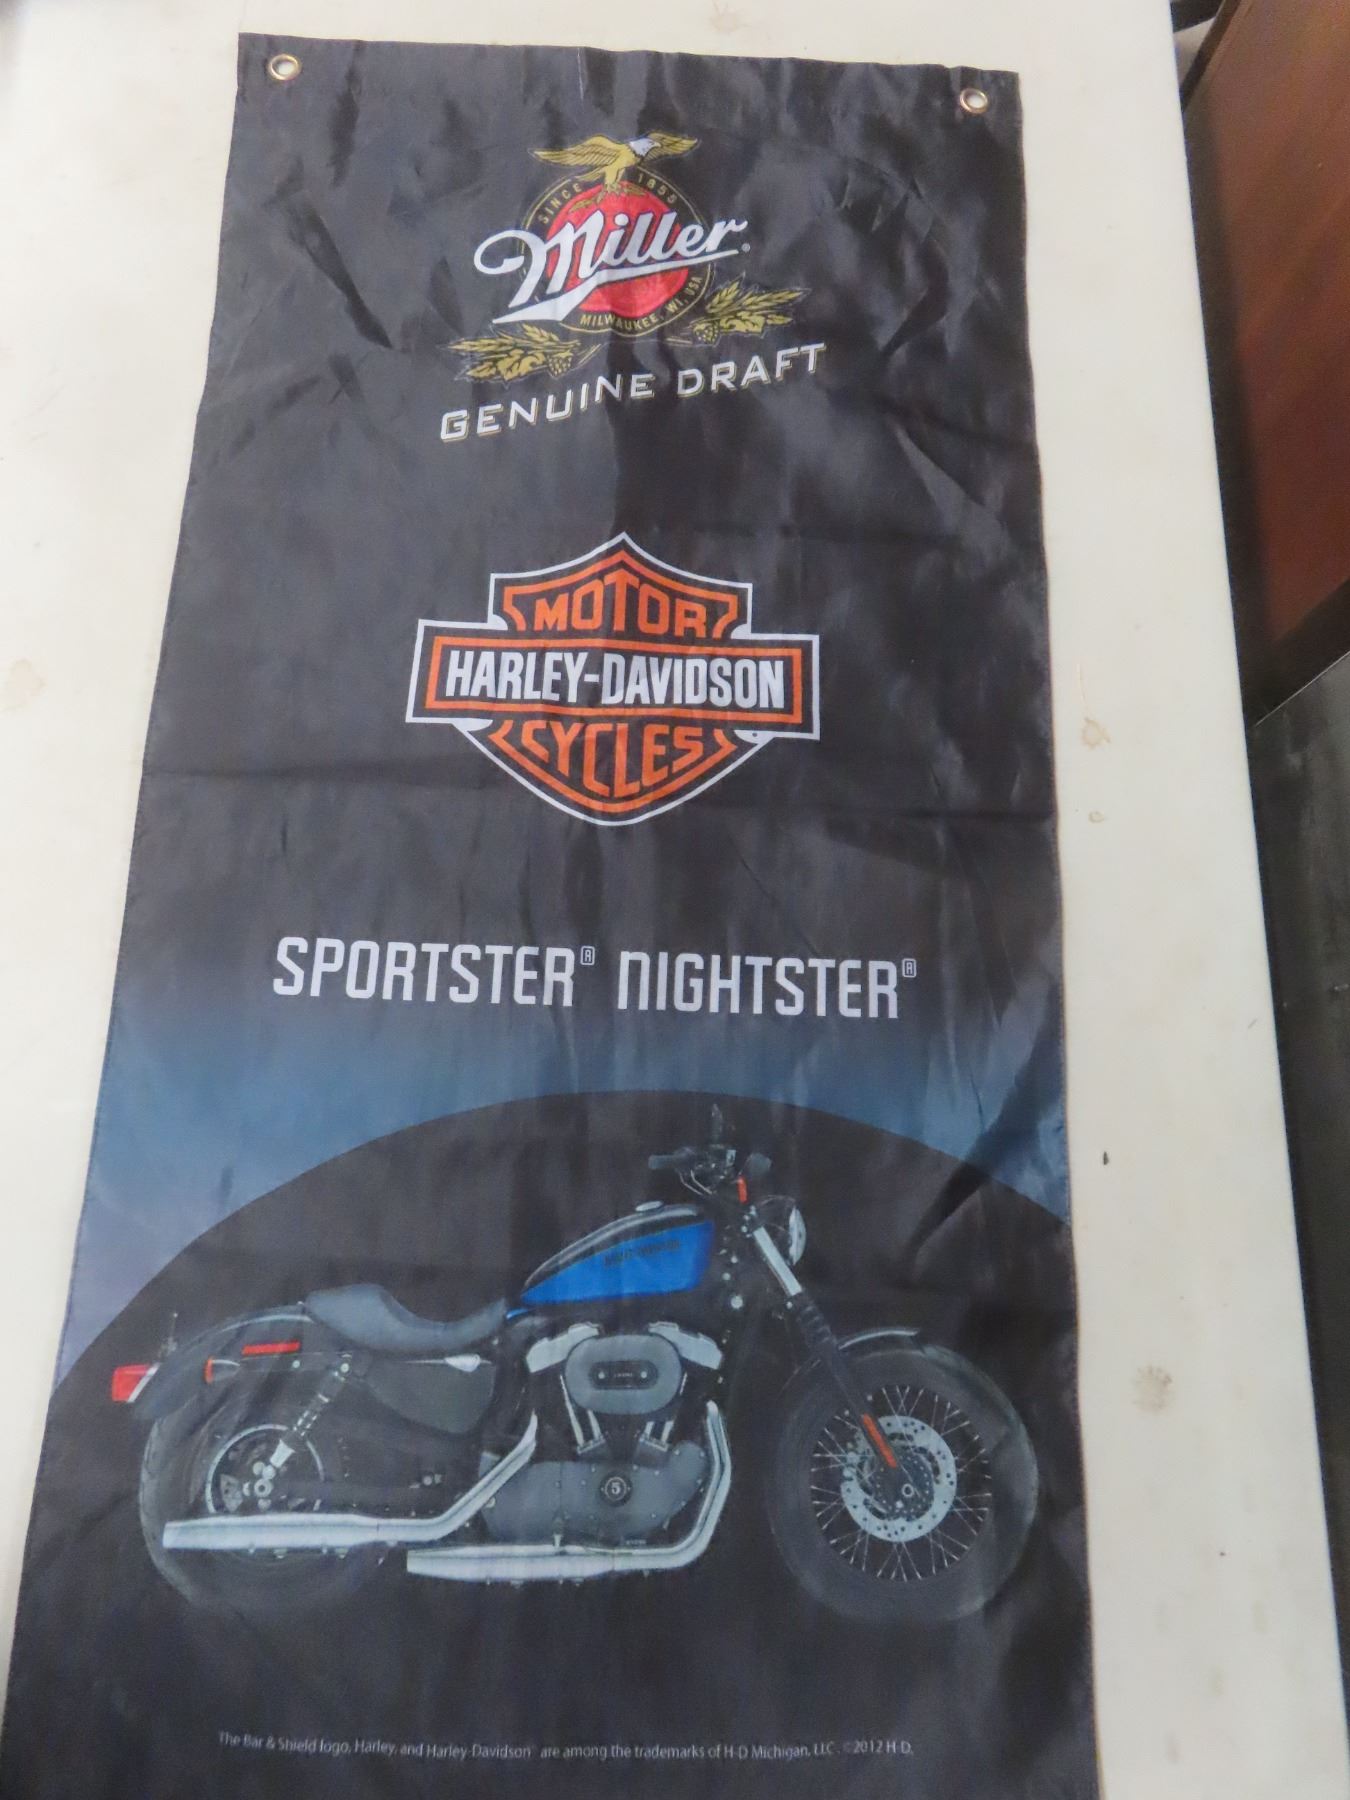 SINCE 1855
Miller®
MILWAUKEE, WI, USA
GENUINE DRAFT
MOTOR
HARLEY-DAVIDSON
CYCLES
SPORTSTER® NIGHTSTER®
5
The Bar & Shield logo, Harley, and Harley-Davidson are among the trademarks of H-D Michigan, LLC. ©2012 H-D.